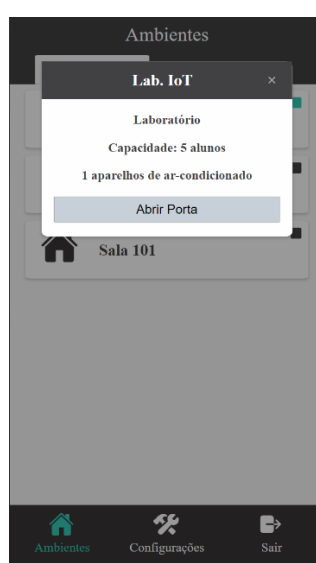 Ambientes
Lab. IoT ×
Laboratório
Capacidade: 5 alunos
1 aparelhos de ar-condicionado
Abrir Porta
Sala 101
Ambientes Configurações Sair